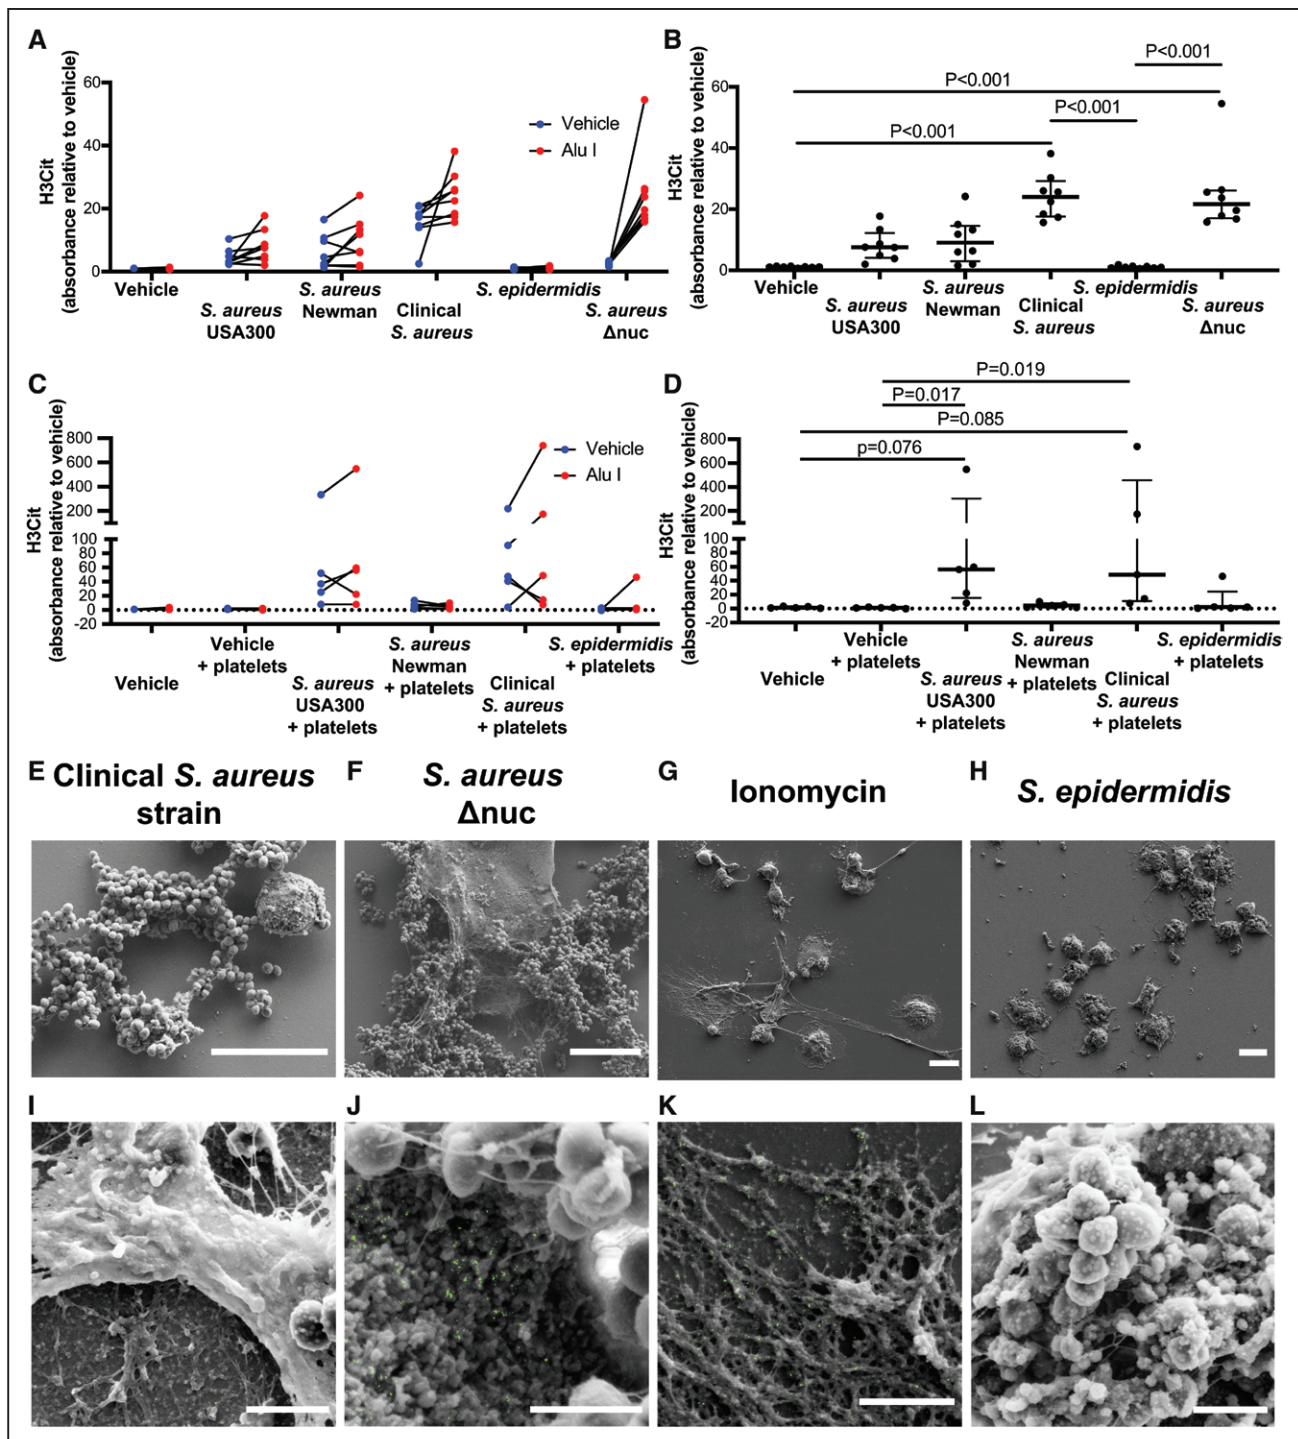 A
H3Cit
(absorbance relative to vehicle)
60
40
20
0
Vehicle
Alu I
Vehicle
S. aureus
USA300
S. aureus
Newman
Clinical
S. aureus
S. epidermidis
S. aureus
Δnuc
B
H3Cit
(absorbance relative to vehicle)
60
40
20
0
P<0.001
P<0.001
P<0.001
P<0.001
Vehicle
S. aureus
USA300
S. aureus
Newman
Clinical
S. aureus
S. epidermidis
S. aureus
Δnuc
C
H3Cit
(absorbance relative to vehicle)
800
600
400
200
100
80
60
40
20
0
-20
Vehicle
Alu I
Vehicle
Vehicle
+ platelets
S. aureus
USA300
+ platelets
S. aureus
Newman
+ platelets
Clinical
S. aureus
+ platelets
S. epidermidis
+ platelets
D
H3Cit
(absorbance relative to vehicle)
800
600
400
200
100
80
60
40
20
0
-20
P=0.019
P=0.017
P=0.085
p=0.076
Vehicle
Vehicle
+ platelets
S. aureus
USA300
+ platelets
S. aureus
Newman
+ platelets
Clinical
S. aureus
+ platelets
S. epidermidis
+ platelets
E Clinical S. aureus
strain
F S. aureus
Δnuc
G Ionomycin
H S. epidermidis
I
J
K
L